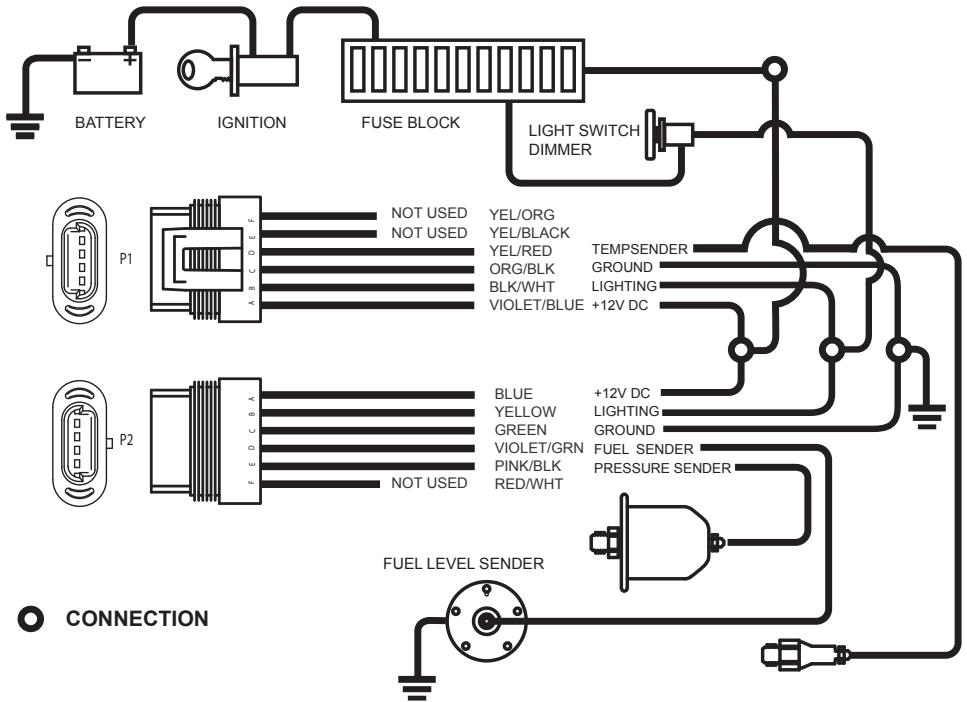 BATTERY
IGNITION
FUSE BLOCK
LIGHT SWITCH
DIMMER
P1
F
E
D
C
B
A
NOT USED YEL/ORG
NOT USED YEL/BLACK
YEL/RED TEMPSENDER
ORG/BLK GROUND
BLK/WHT LIGHTING
VIOLET/BLUE +12V DC
P2
A
B
C
D
E
F
BLUE +12V DC
YELLOW LIGHTING
GREEN GROUND
VIOLET/GRN FUEL SENDER
PINK/BLK PRESSURE SENDER
NOT USED RED/WHT
FUEL LEVEL SENDER
CONNECTION